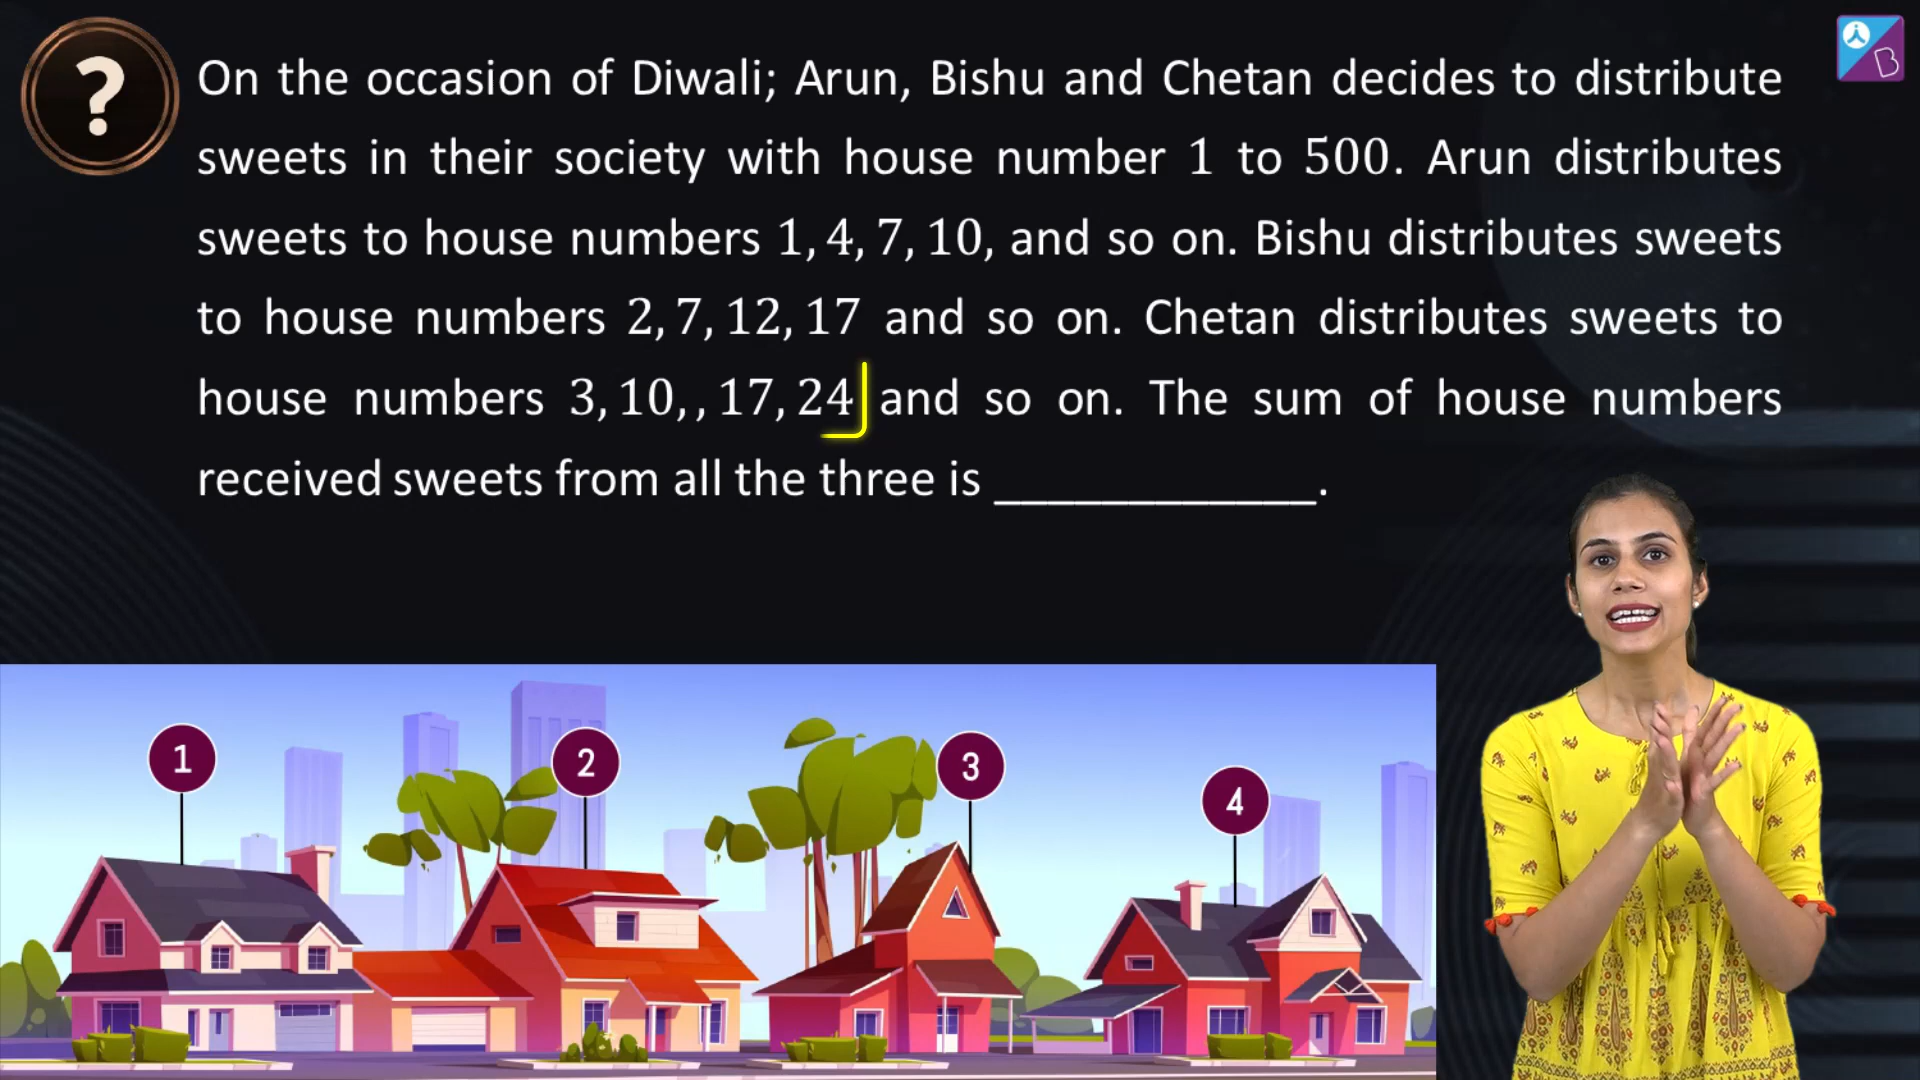 ?
On the occasion of Diwali; Arun, Bishu and Chetan decides to distribute
sweets in their society with house number 1 to 500. Arun distributes
sweets to house numbers 1, 4, 7, 10, and so on. Bishu distributes sweets
to house numbers 2, 7, 12, 17 and so on. Chetan distributes sweets to
house numbers 3, 10, , 17, 24 and so on. The sum of house numbers
received sweets from all the three is ____________.
B
1
2
3
4